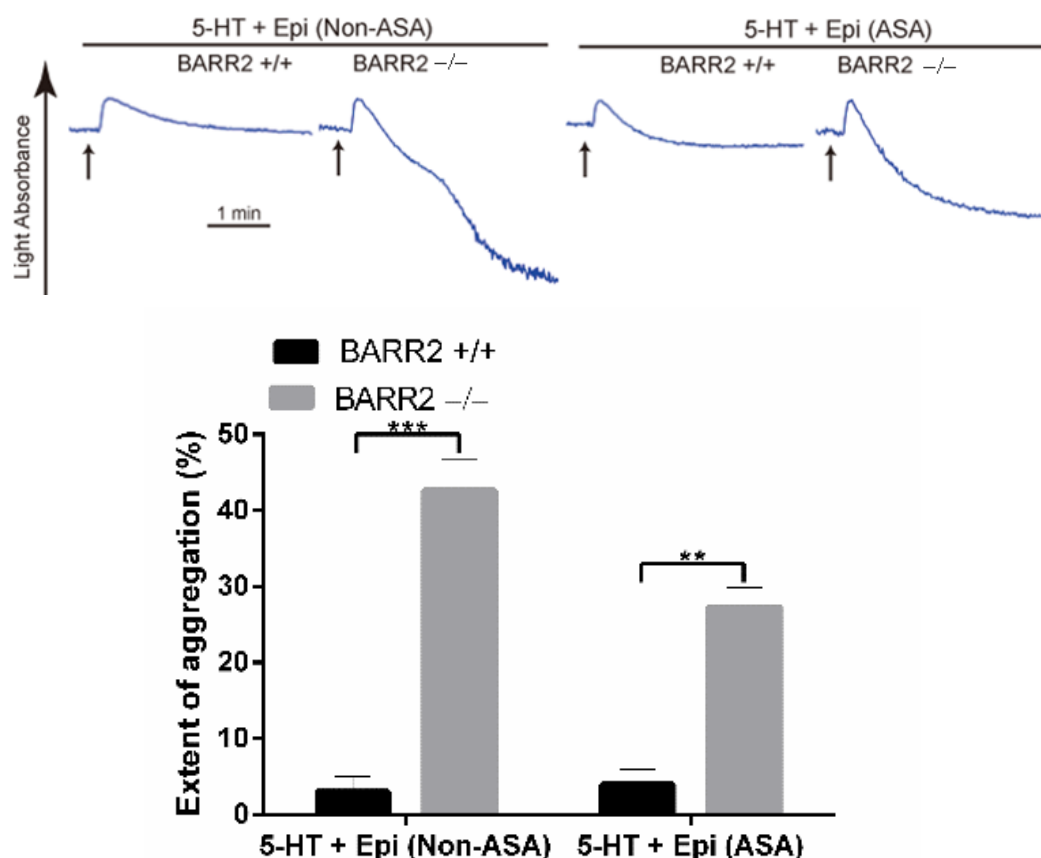 5-HT + Epi (Non-ASA) 5-HT + Epi (ASA)
BARR2 +/+ BARR2 –/– BARR2 +/+ BARR2 –/–
Light Absorbance
1 min
BARR2 +/+
BARR2 –/–
Extent of aggregation (%)
50
40
30
20
10
0
***
**
5-HT + Epi (Non-ASA) 5-HT + Epi (ASA)